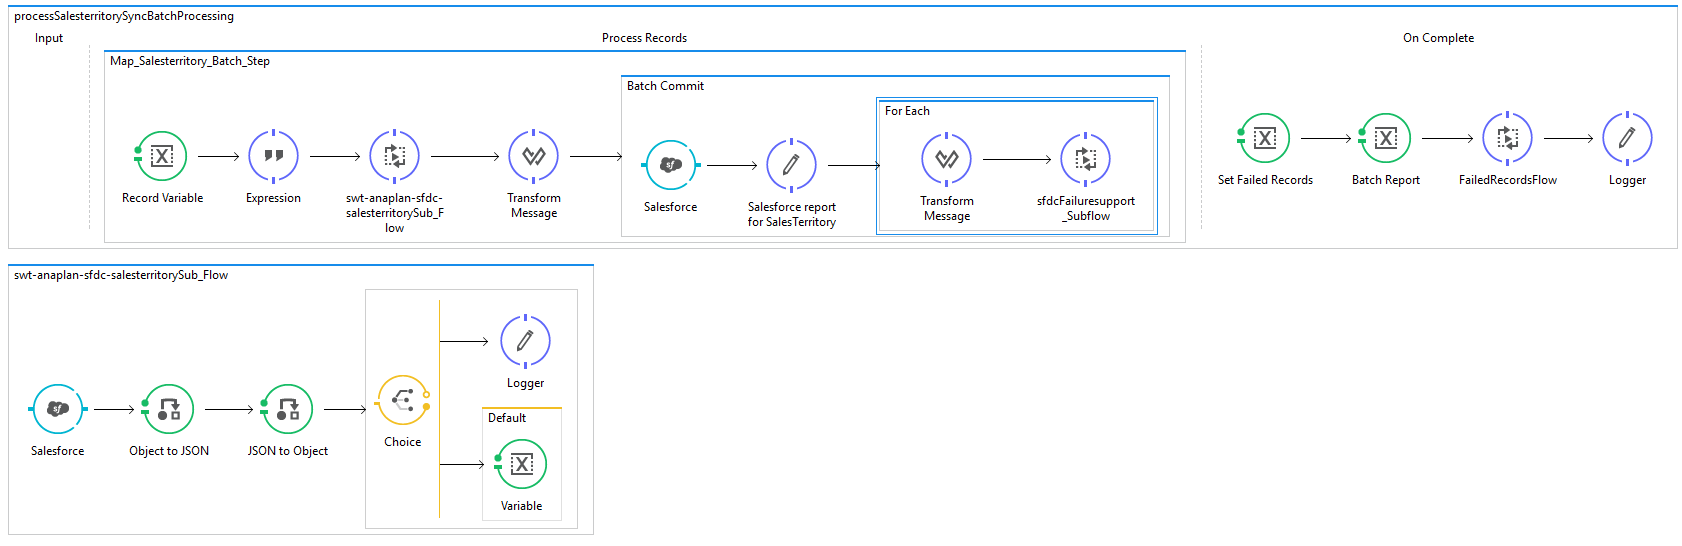 processSalesterritorySyncBatchProcessing
Input
Process Records
On Complete
Map_Salesterritory_Batch_Step
Batch Commit
For Each
Record Variable
Expression
swt-anaplan-sfdc-
salesterritorySub_F
low
Transform
Message
Salesforce
Salesforce report
for SalesTerritory
Transform
Message
sfdcFailuresupport
_Subflow
Set Failed Records
Batch Report
FailedRecordsFlow
Logger
swt-anaplan-sfdc-salesterritorySub_Flow
Salesforce
Object to JSON
JSON to Object
Choice
Logger
Default
Variable